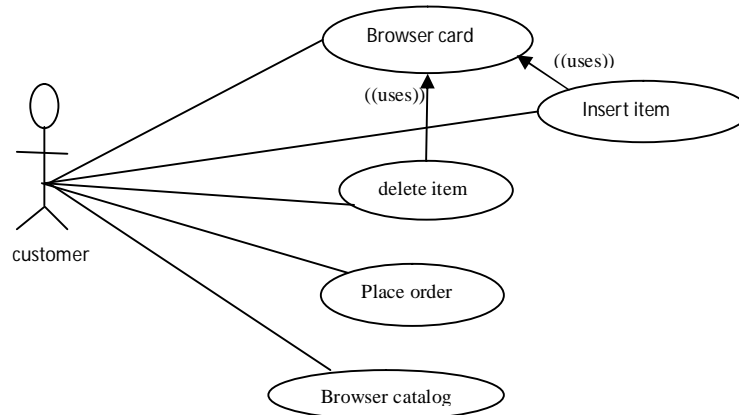 Browser card
((uses))
((uses))
Insert item
delete item
customer
Place order
Browser catalog